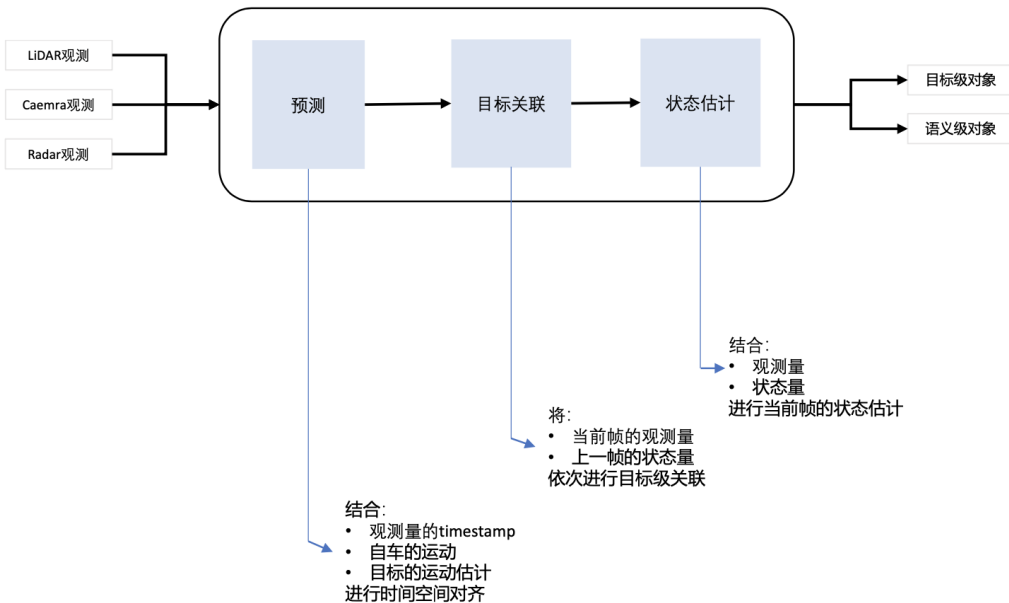 LiDAR观测
Caemra观测
Radar观测
预测
目标关联
状态估计
目标级对象
语义级对象
结合：
• 观测量
• 状态量
进行当前帧的状态估计
将：
• 当前帧的观测量
• 上一帧的状态量
依次进行目标级关联
结合：
• 观测量的timestamp
• 自车的运动
• 目标的运动估计
进行时间空间对齐